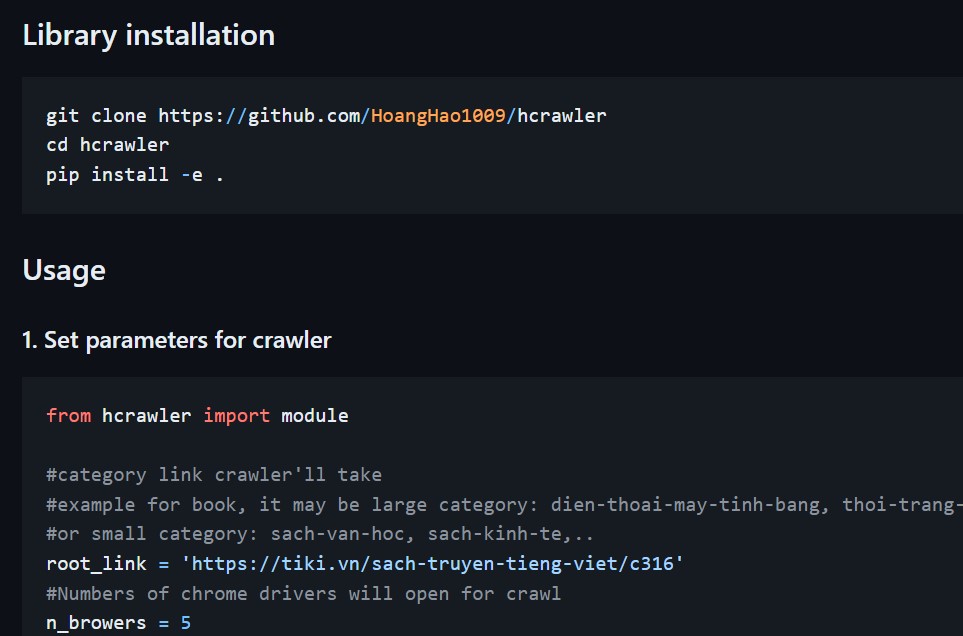 Library installation
git clone https://github.com/HoangHao1009/hcrawler
cd hcrawler
pip install -e .
Usage
1. Set parameters for crawler
from hcrawler import module
#category link crawler'll take
#example for book, it may be large category: dien-thoai-may-tinh-bang, thoi-trang-
#or small category: sach-van-hoc, sach-kinh-te,..
root_link = 'https://tiki.vn/sach-truyen-tieng-viet/c316'
#Numbers of chrome drivers will open for crawl
n_browers = 5